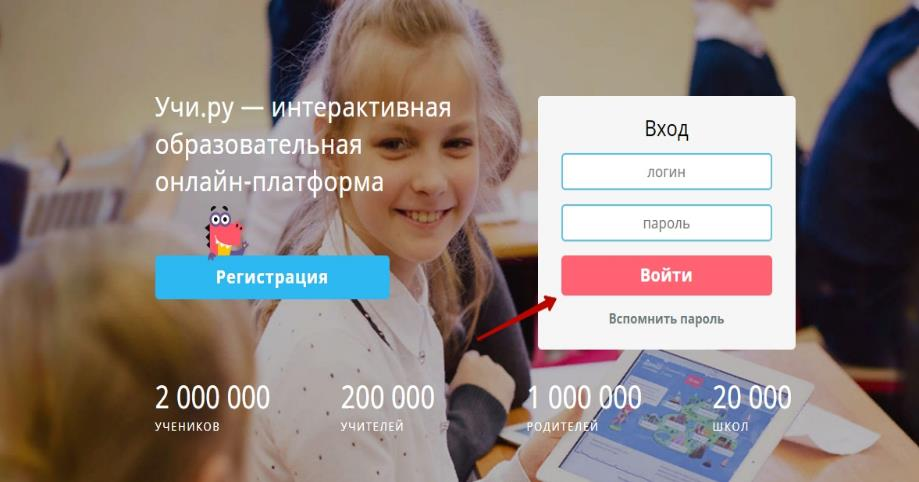 Учи.ру — интерактивная
образовательная
онлайн-платформа
Регистрация
Вход
логин
пароль
Войти
Вспомнить пароль
2 000 000
УЧЕНИКОВ
200 000
УЧИТЕЛЕЙ
1 000 000
РОДИТЕЛЕЙ
20 000
ШКОЛ